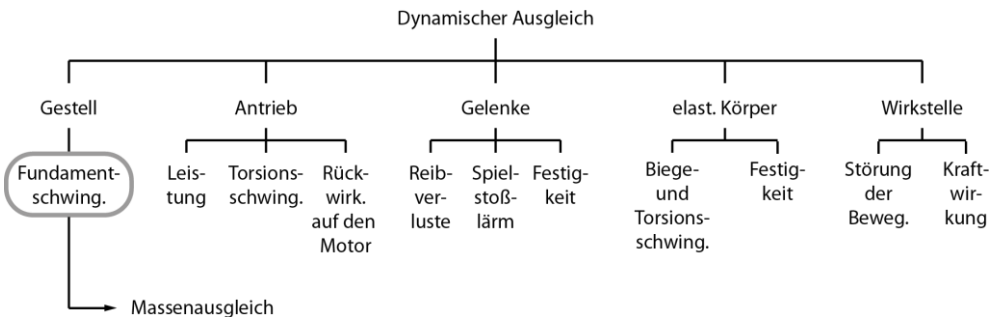 Dynamischer Ausgleich
Gestell
Antrieb
Gelenke
elast. Körper
Wirkstelle
Fundament-
schwing.
Leis-
tung
Torsions-
schwing.
Rück-
wirk.
auf den
Motor
Reib-
ver-
luste
Spiel-
stoß-
lärm
Festig-
keit
Biege-
und
Torsions-
schwing.
Festig-
keit
Störung
der
Beweg.
Kraft-
wir-
kung
Massenausgleich